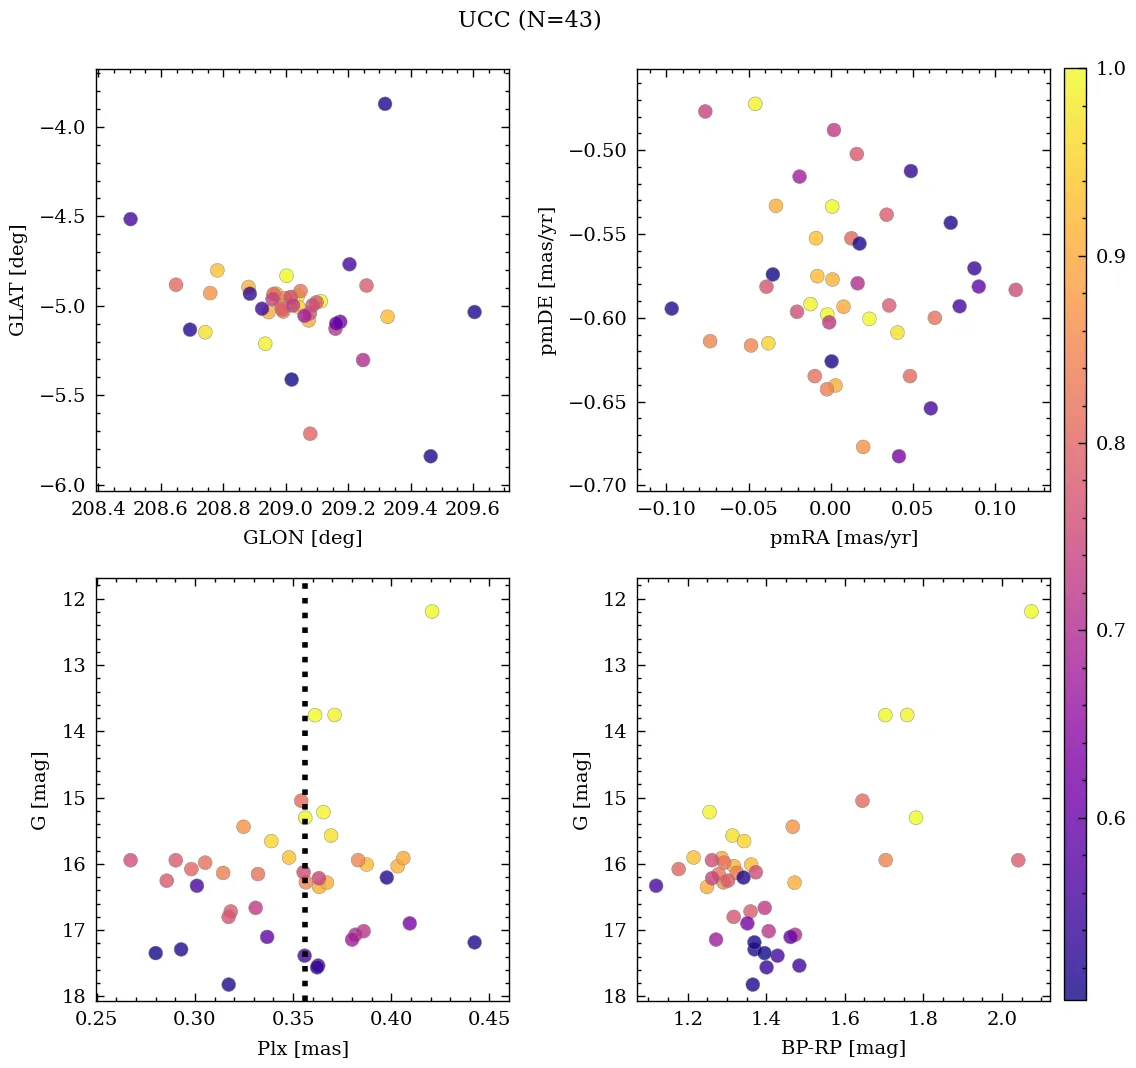 UCC (N=43)
−4.0
−4.5
−5.0
−5.5
−6.0
GLAT [deg]
208.4 208.6 208.8 209.0 209.2 209.4 209.6
GLON [deg]
−0.50
−0.55
−0.60
−0.65
−0.70
pmDE [mas/yr]
−0.10 −0.05 0.00 0.05 0.10
pmRA [mas/yr]
12
13
14
15
16
17
18
G [mag]
0.25 0.30 0.35 0.40 0.45
Plx [mas]
12
13
14
15
16
17
18
G [mag]
1.2 1.4 1.6 1.8 2.0
BP-RP [mag]
1.0
0.9
0.8
0.7
0.6